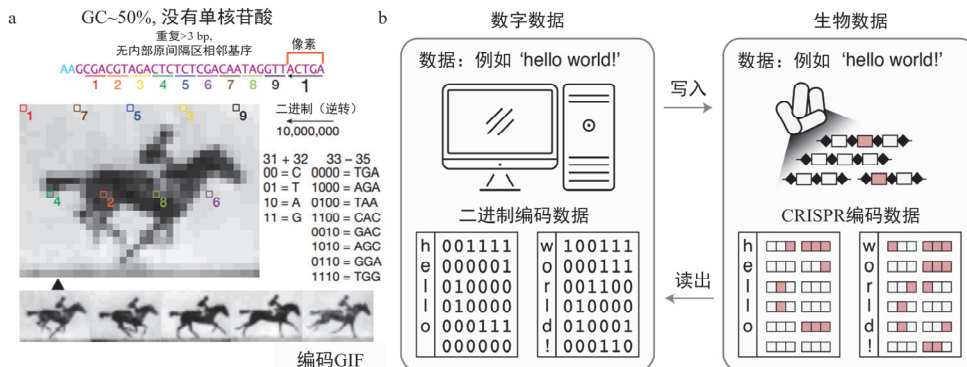 a
GC~50%, 没有单核苷酸
重复>3 bp,
无内部原间隔区相邻基序
像素
AAGCGACGTAGACTCTCTCGACAATAGGTTACTGA
1 2 3 4 5 6 7 8 9 1
1 7 5 3 9
4 2 8 6
二进制（逆转）
10,000,000
31 + 32 33 – 35
00 = C 0000 = TGA
01 = T 1000 = AGA
10 = A 0100 = TAA
11 = G 1100 = CAC
0010 = GAC
1010 = AGC
0110 = GGA
1110 = TGG
编码GIF
b
数字数据
数据: 例如 ‘hello world!’
二进制编码数据
h 001111 w 100111
e 000001 o 000111
l 010000 r 001100
l 010000 l 010000
o 000111 d 010001
000000 ! 000110
写入
读出
生物数据
数据: 例如 ‘hello world!’
CRISPR编码数据
h w
e o
l r
l l
o d
!